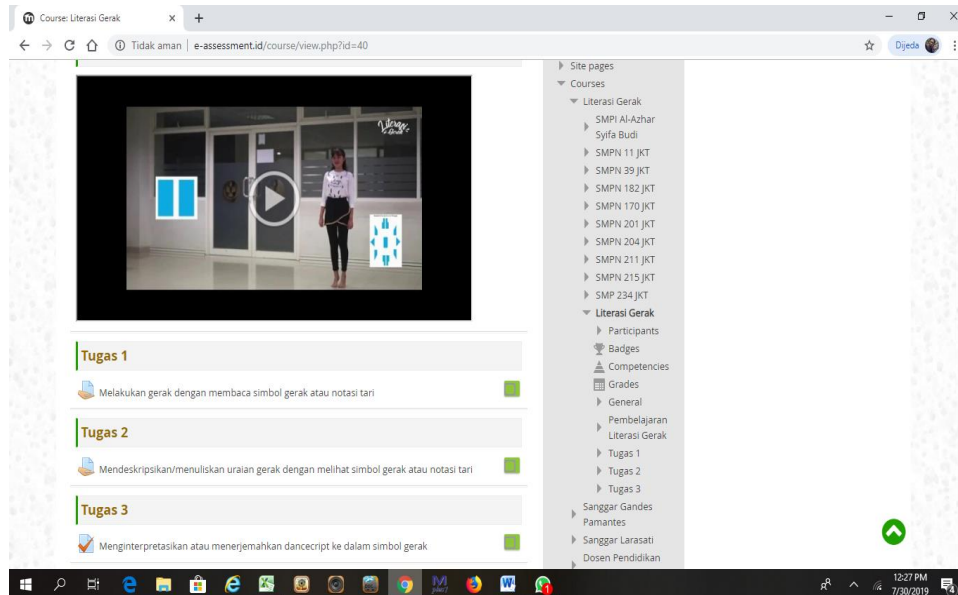 Course: Literasi Gerak
Tidak aman
e-assessment.id/course/view.php?id=40
Dijeda
Literasi
Gerak
Tugas 1
Melakukan gerak dengan membaca simbol gerak atau notasi tari
Tugas 2
Mendeskripsikan/menuliskan uraian gerak dengan melihat simbol gerak atau notasi tari
Tugas 3
Menginterpretasikan atau menerjemahkan dancecript ke dalam simbol gerak
Site pages
Courses
Literasi Gerak
SMPI Al-Azhar
Syifa Budi
SMPN 11 JKT
SMPN 39 JKT
SMPN 182 JKT
SMPN 170 JKT
SMPN 201 JKT
SMPN 204 JKT
SMPN 211 JKT
SMPN 215 JKT
SMP 234 JKT
Literasi Gerak
Participants
Badges
Competencies
Grades
General
Pembelajaran
Literasi Gerak
Tugas 1
Tugas 2
Tugas 3
Sanggar Gandes
Pamantes
Sanggar Larasati
Dosen Pendidikan
12:27 PM
7/30/2019